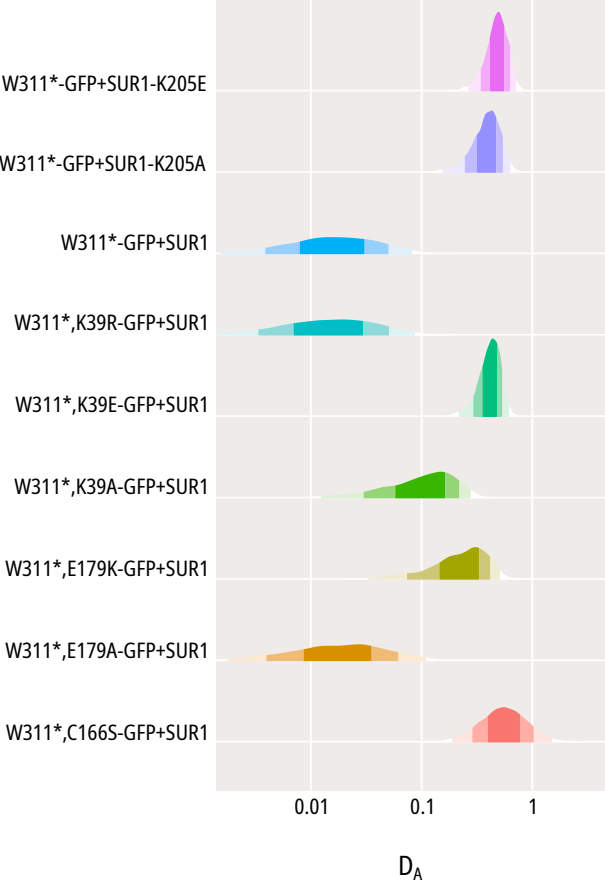 W311*-GFP+SUR1-K205E
W311*-GFP+SUR1-K205A
W311*-GFP+SUR1
W311*,K39R-GFP+SUR1
W311*,K39E-GFP+SUR1
W311*,K39A-GFP+SUR1
W311*,E179K-GFP+SUR1
W311*,E179A-GFP+SUR1
W311*,C166S-GFP+SUR1
0.01 0.1 1
D_A